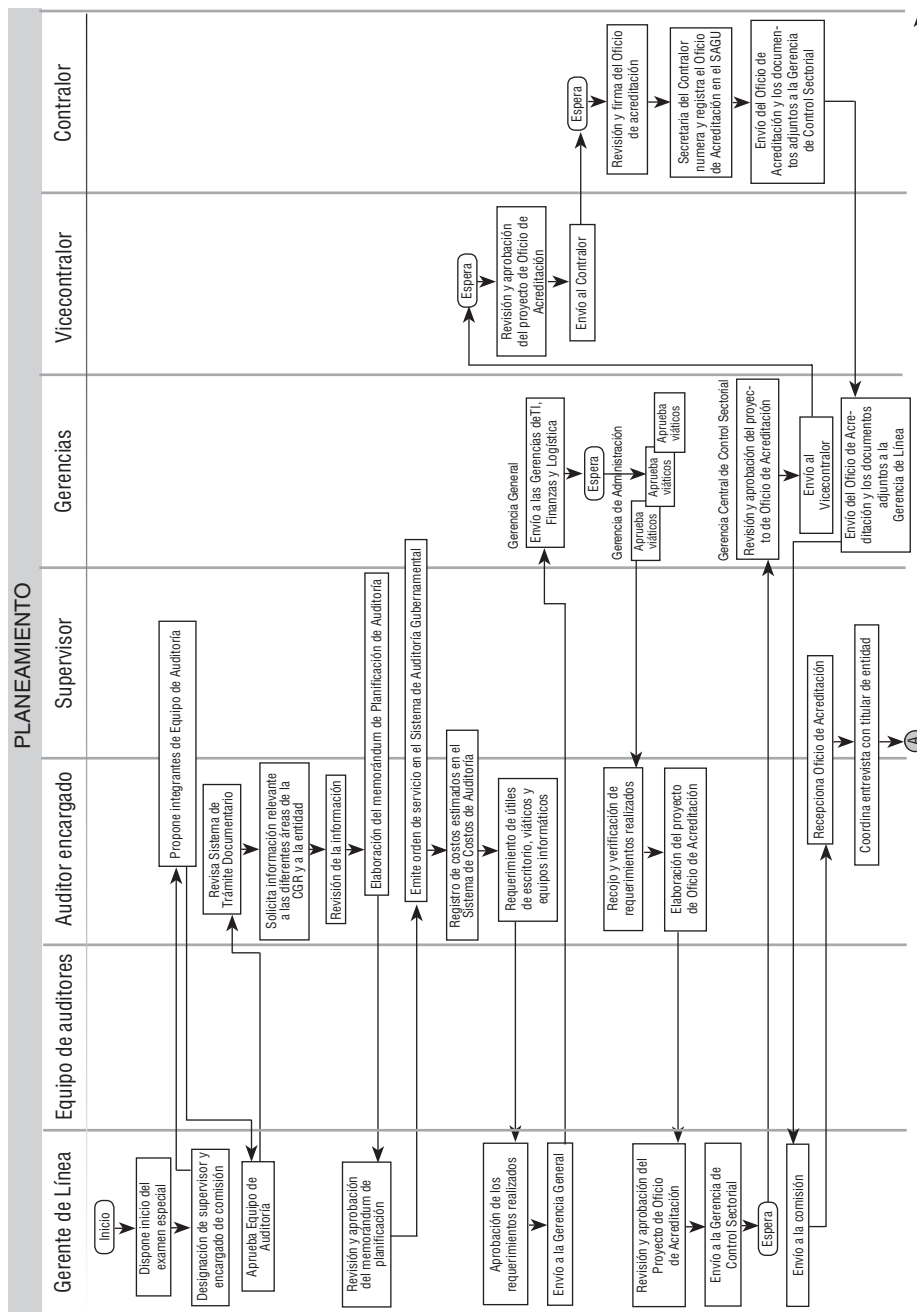 PLANEAMIENTO
Gerente de Línea
Equipo de auditores
Auditor encargado
Supervisor
Gerencias
Vicecontralor
Contralor
Inicio
Dispone inicio del
examen especial
Designación de supervisor y
encargado de comisión
Propone integrantes de Equipo de Auditoría
Aprueba Equipo de
Auditoría
Revisa Sistema de
Trámite Documentario
Solicita información relevante
a las diferentes áreas de la
CGR y a la entidad
Revisión de la información
Elaboración del memorándum de Planificación de Auditoría
Revisión y aprobación
del memorándum de
planificación
Emite orden de servicio en el Sistema de Auditoría Gubernamental
Registro de costos estimados en el
Sistema de Costos de Auditoría
Requerimiento de útiles
de escritorio, viáticos y
equipos informáticos
Aprobación de los
requerimientos realizados
Envío a la Gerencia General
Gerencia General
Envío a las Gerencias deTI,
Finanzas y Logística
Espera
Gerencia de Administración
Aprueba
viáticos
Aprueba
viáticos
Aprueba
viáticos
Recojo y verificación de
requerimientos realizados
Elaboración del proyecto
de Oficio de Acreditación
Revisión y aprobación del
Proyecto de Oficio
de Acreditación
Envío a la Gerencia de
Control Sectorial
Espera
Gerencia Central de Control Sectorial
Revisión y aprobación del proyec-
to de Oficio de Acreditación
Envío al
Vicecontralor
Espera
Revisión y aprobación
del proyecto de Oficio de
Acreditación
Envío al Contralor
Espera
Revisión y firma del Oficio
de acreditación
Secretaria del Contralor
numera y registra el Oficio
de Acreditación en el SAGU
Envío del Oficio de
Acreditación y los documen-
tos adjuntos a la Gerencia
de Control Sectorial
Envío del Oficio de Acre-
ditación y los documentos
adjuntos a la
Gerencia de Línea
Envío a la comisión
Recepciona Oficio de Acreditación
Coordina entrevista con titular de entidad
A